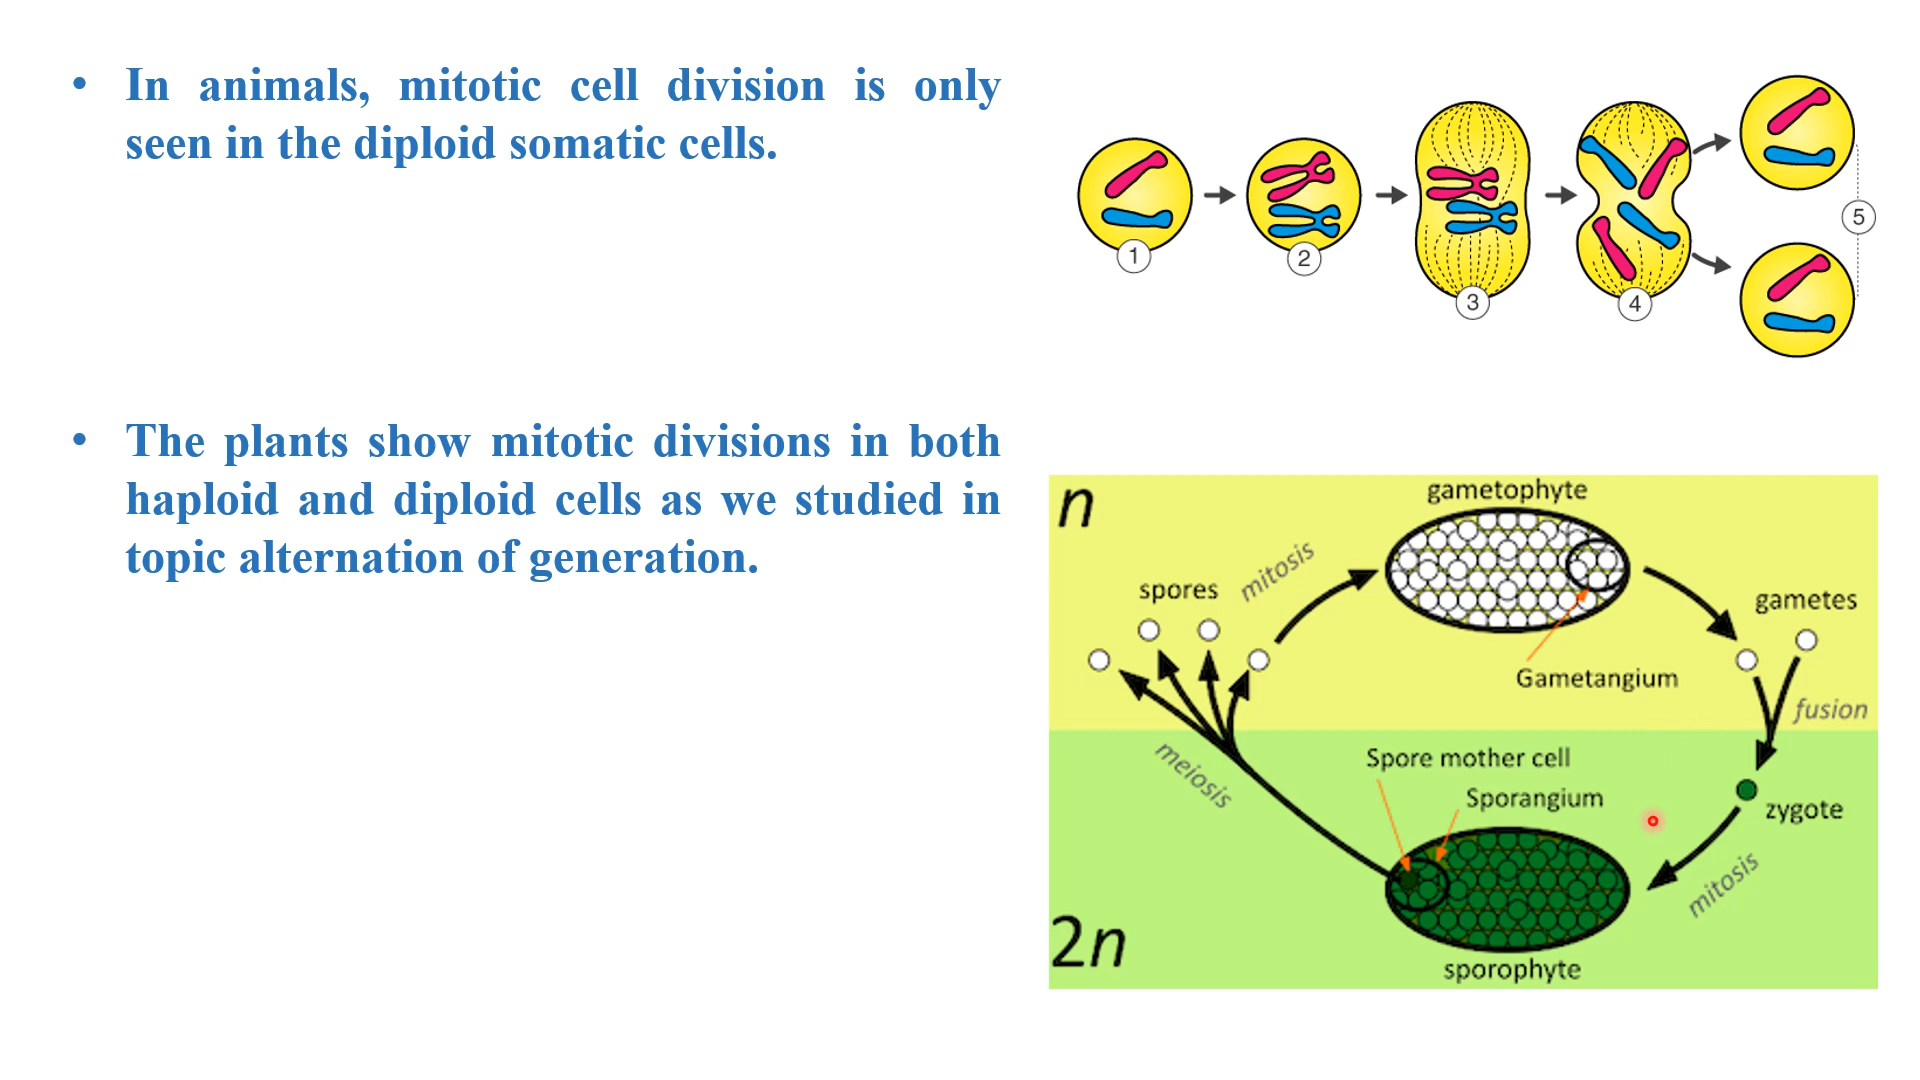 • In animals, mitotic cell division is only
seen in the diploid somatic cells.
1
2
3
4
5
• The plants show mitotic divisions in both
haploid and diploid cells as we studied in
topic alternation of generation.
n
gametophyte
mitosis
spores
gametes
Gametangium
fusion
meiosis
Spore mother cell
Sporangium
zygote
mitosis
2n
sporophyte